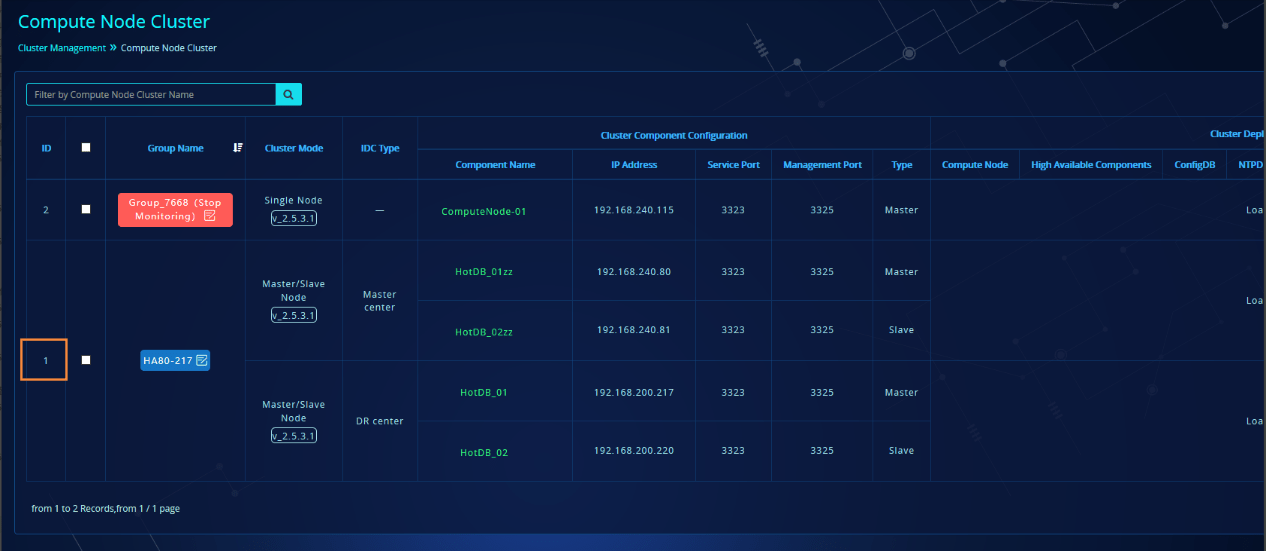 Compute Node Cluster
Cluster Management » Compute Node Cluster
Filter by Compute Node Cluster Name
ID Group Name Cluster Mode IDC Type Cluster Component Configuration Cluster Depl
Component Name IP Address Service Port Management Port Type Compute Node High Available Components ConfigDB NTPD
2 Group_7668 (Stop Monitoring) Single Node v_2.5.3.1 — ComputeNode-01 192.168.240.115 3323 3325 Master Loa
1 HA80-217 Master/Slave Node v_2.5.3.1 Master center HotDB_01zz 192.168.240.80 3323 3325 Master Loa
HotDB_02zz 192.168.240.81 3323 3325 Slave
Master/Slave Node v_2.5.3.1 DR center HotDB_01 192.168.200.217 3323 3325 Master Loa
HotDB_02 192.168.200.220 3323 3325 Slave
from 1 to 2 Records,from 1 / 1 page